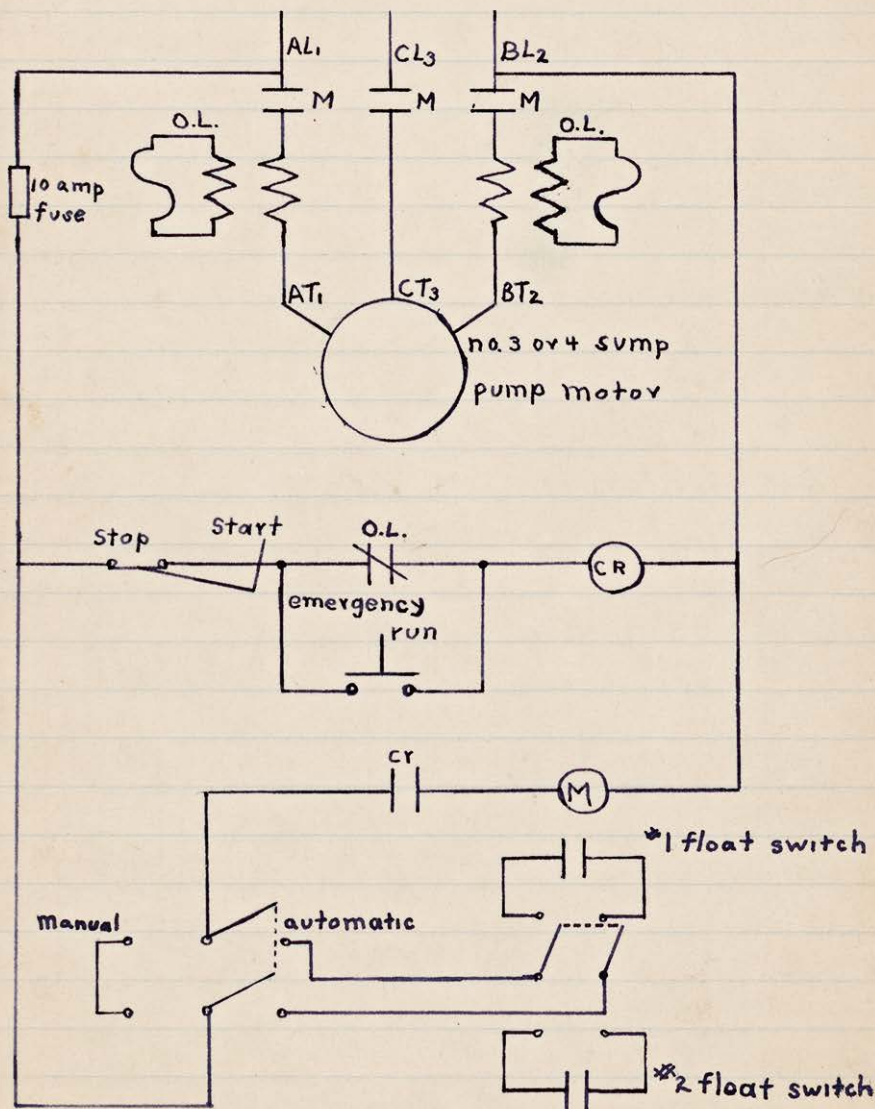 AL1
CL3
BL2
M
M
M
O.L.
O.L.
10 amp
fuse
AT1
CT3
BT2
no. 3 or 4 sump
pump motor
Stop
Start
O.L.
CR
emergency
run
cr
M
#1 float switch
manual
automatic
#2 float switch